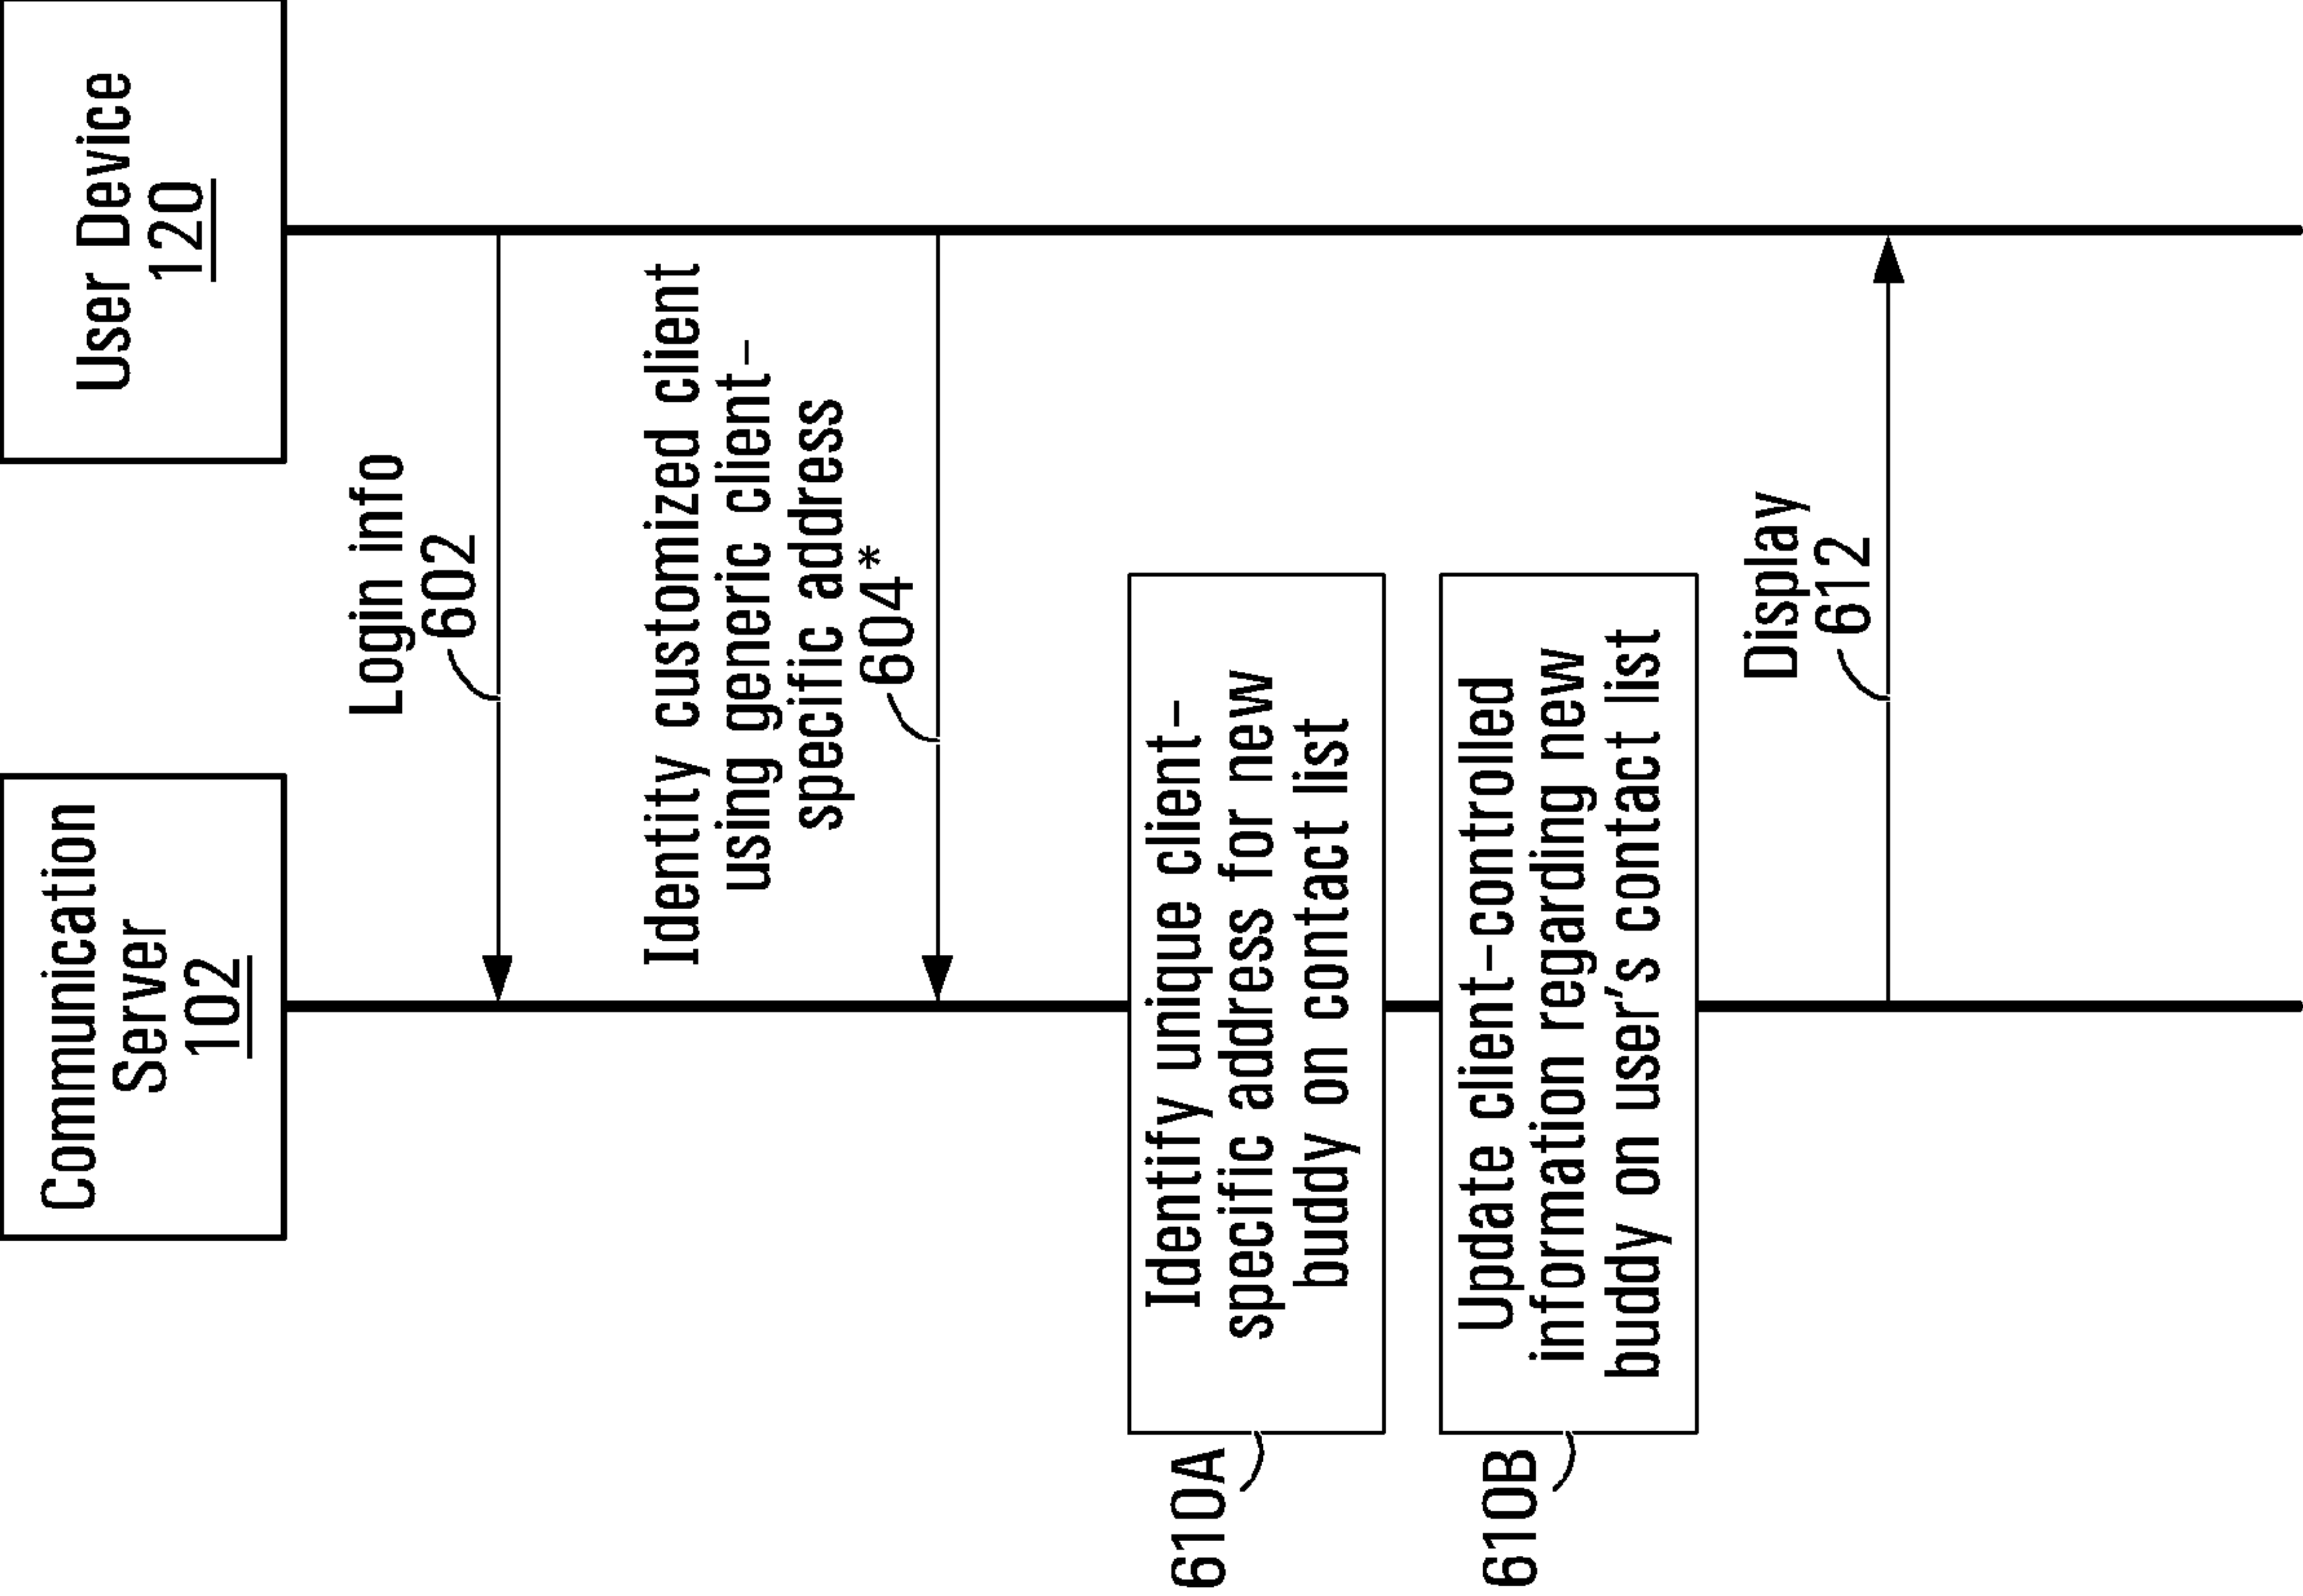 Communication
Server
102
User Device
120
Login info
602
Identity customized client
using generic client-
specific address
604*
Identify unique client-
specific address for new
buddy on contact list
610A
Update client-controlled
information regarding new
buddy on user's contact list
610B
Display
612